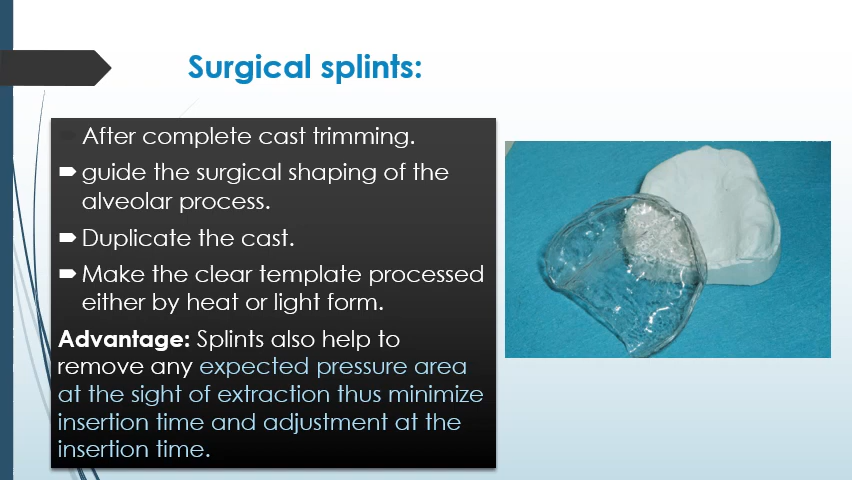 Surgical splints:
After complete cast trimming.
guide the surgical shaping of the
alveolar process.
Duplicate the cast.
Make the clear template processed
either by heat or light form.
Advantage: Splints also help to
remove any expected pressure area
at the sight of extraction thus minimize
insertion time and adjustment at the
insertion time.